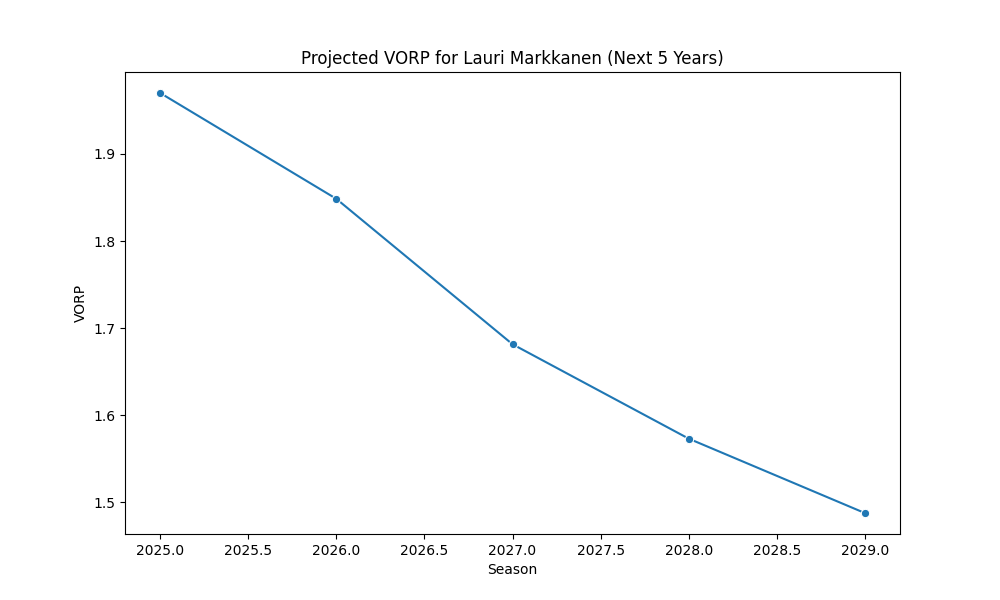 Projected VORP for Lauri Markkanen (Next 5 Years)
1.9
1.8
1.7
1.6
1.5
VORP
2025.0 2025.5 2026.0 2026.5 2027.0 2027.5 2028.0 2028.5 2029.0
Season